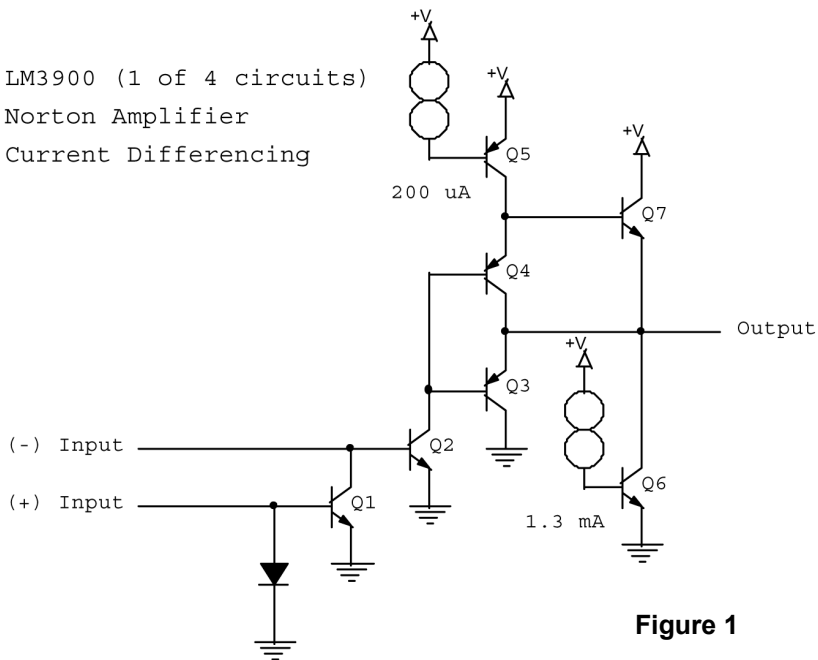 +V
LM3900 (1 of 4 circuits)
Norton Amplifier
Current Differencing
+V
+V
Q5
200 uA
Q7
Q4
Output
+V
Q3
(-) Input
Q2
Q6
(+) Input
Q1
1.3 mA
Figure 1